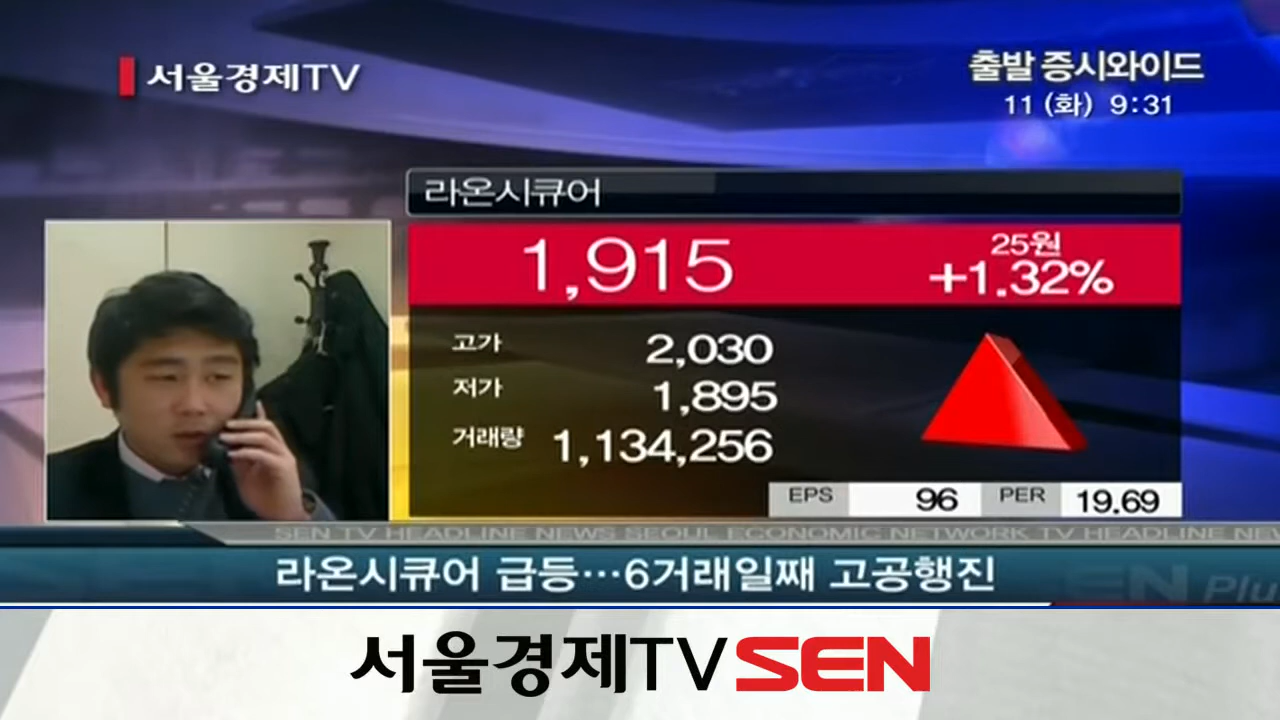 서울경제TV
출발 증시와이드
11 (화) 9:31
라온시큐어
1,915
25원
+1.32%
고가 2,030
저가 1,895
거래량 1,134,256
EPS 96 PER 19.69
SEN TV HEADLINE NEWS SEOUL ECONOMIC NETWORK TV HEADLINE NEW
라온시큐어 급등…6거래일째 고공행진
EN Plu
서울경제TV SEN